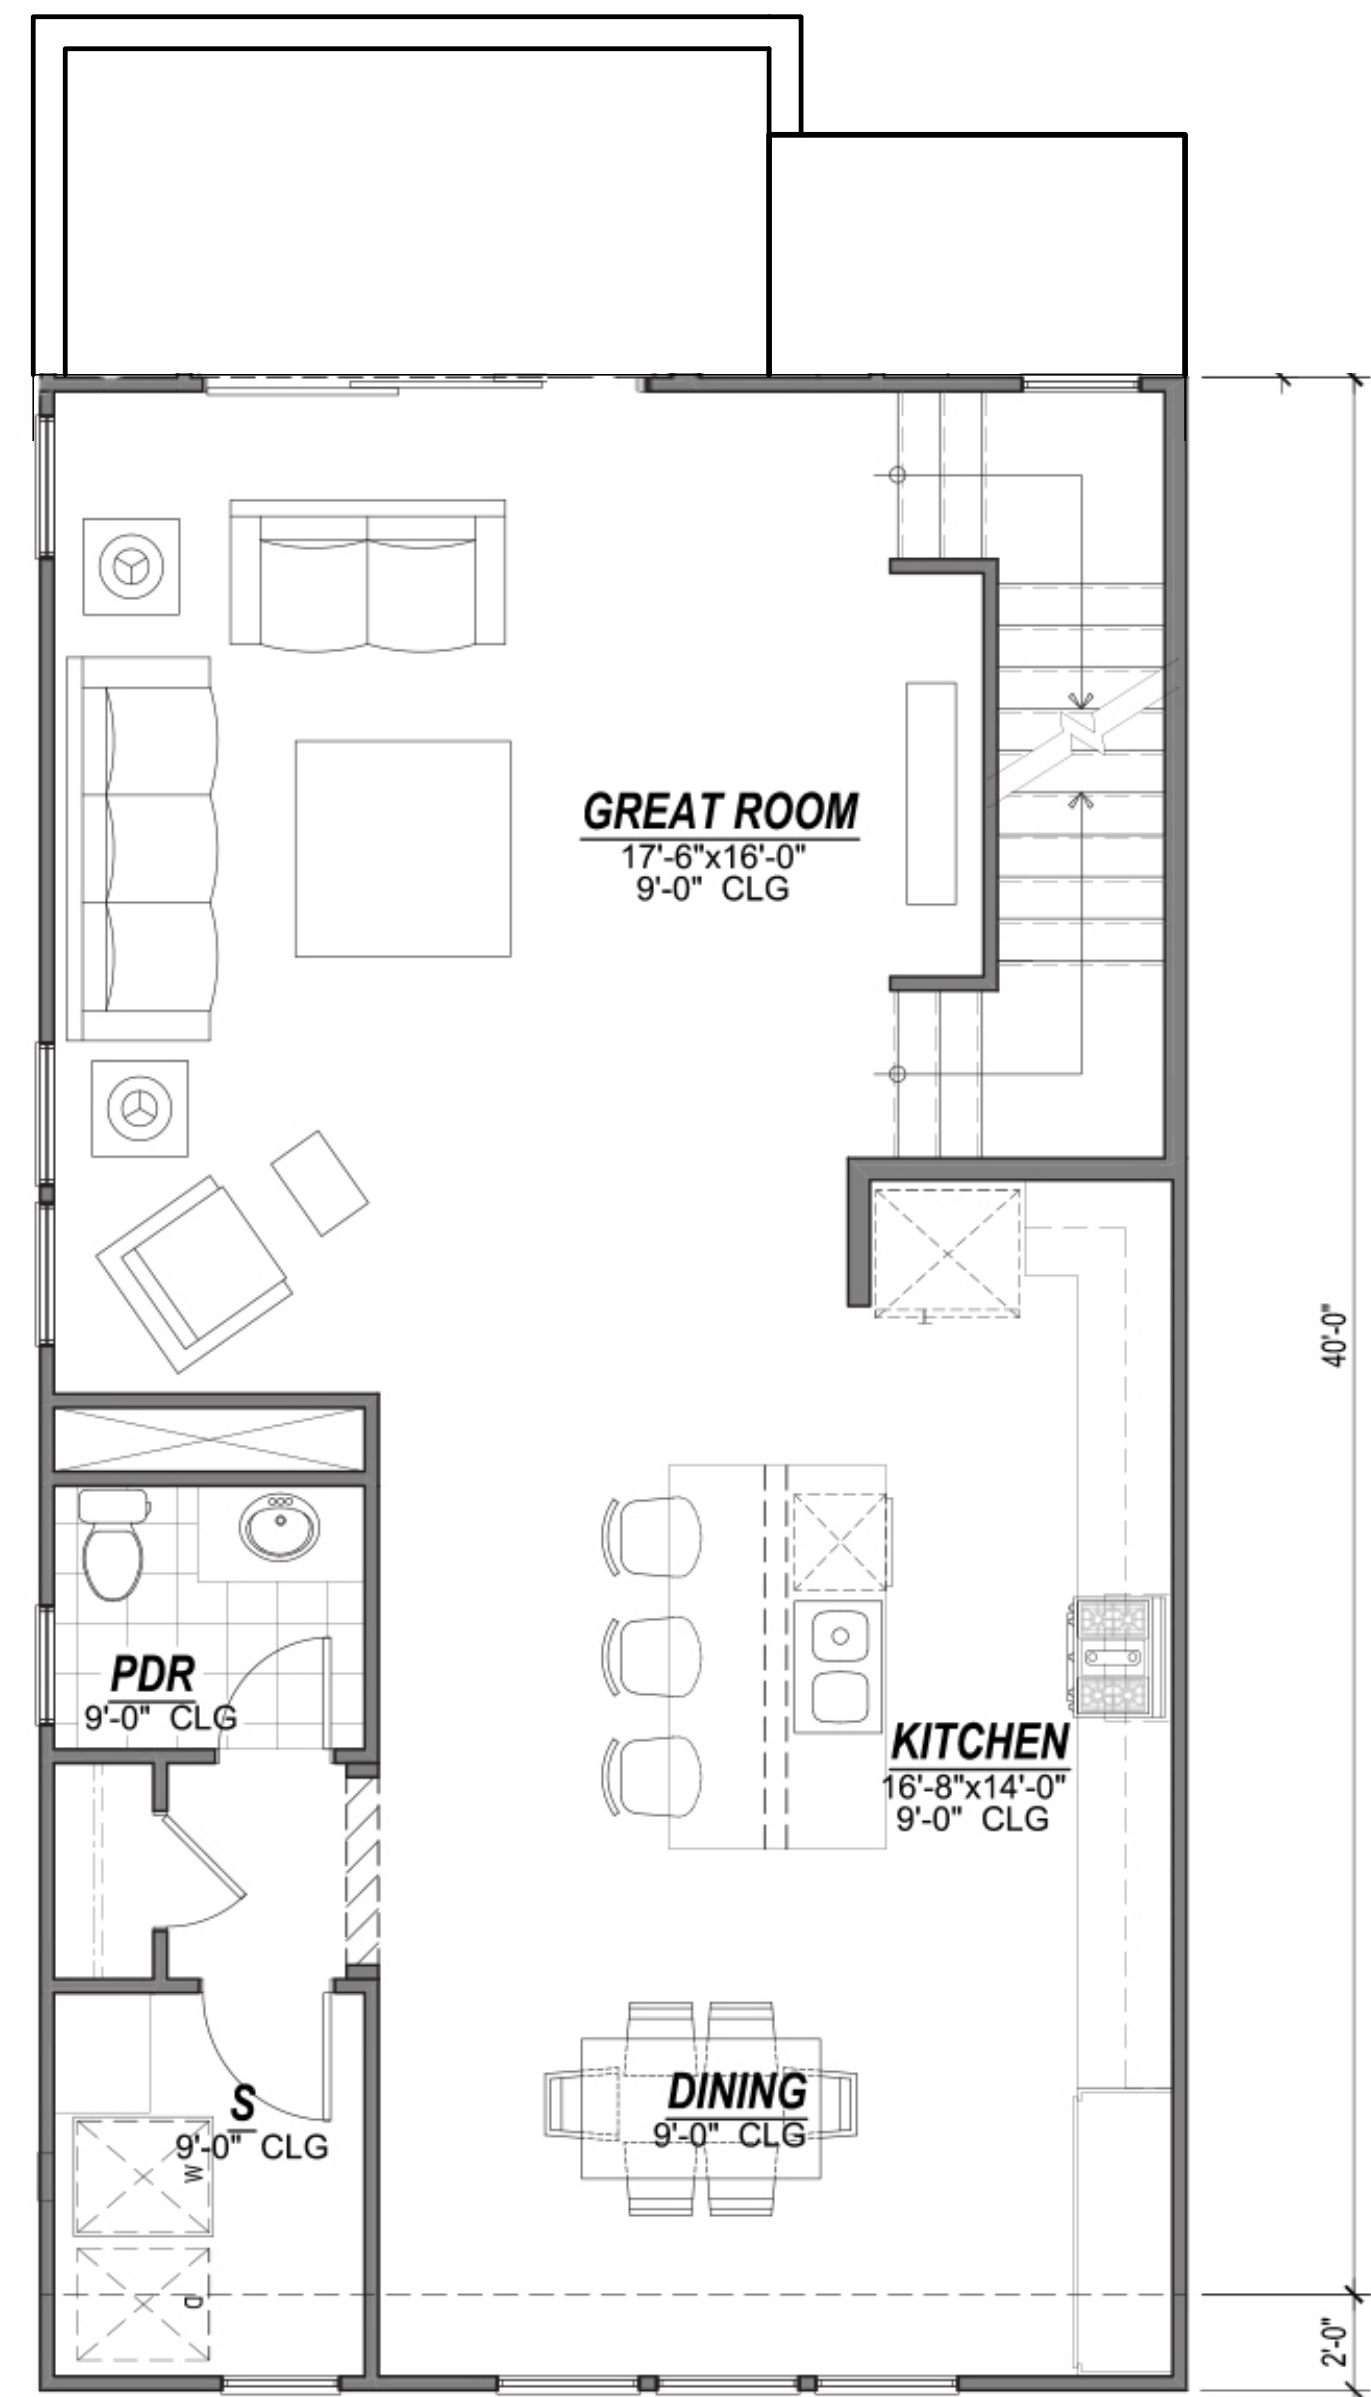 GREAT ROOM
17'-6"x16'-0"
9'-0" CLG
40'-0"
PDR
9'-0" CLG
KITCHEN
16'-8"x14'-0"
9'-0" CLG
DINING
9'-0" CLG
S
9'-0" CLG
W
D
2'-0"